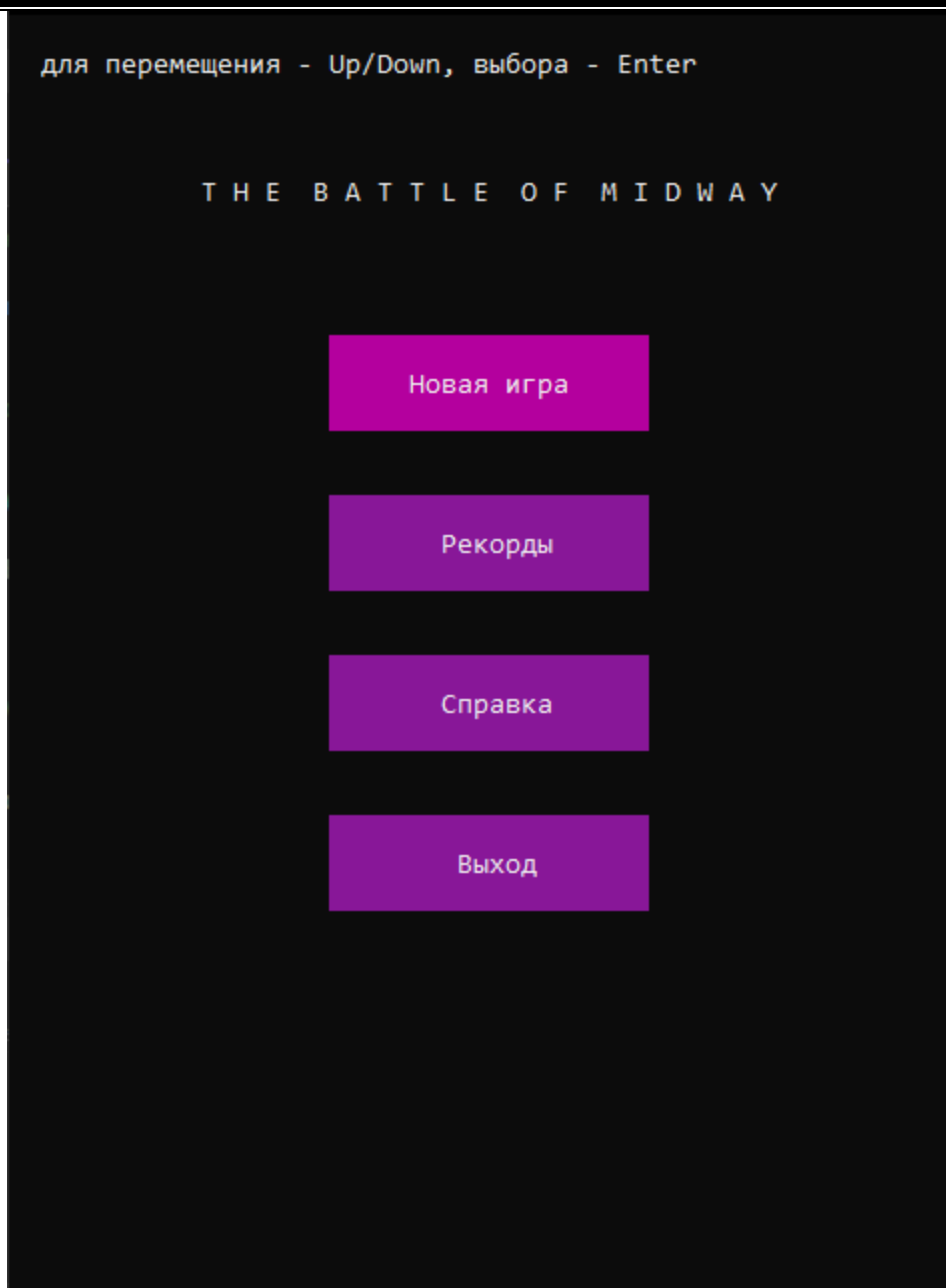 для перемещения - Up/Down, выбора - Enter
T H E  B A T T L E  O F  M I D W A Y
Новая игра
Рекорды
Справка
Выход